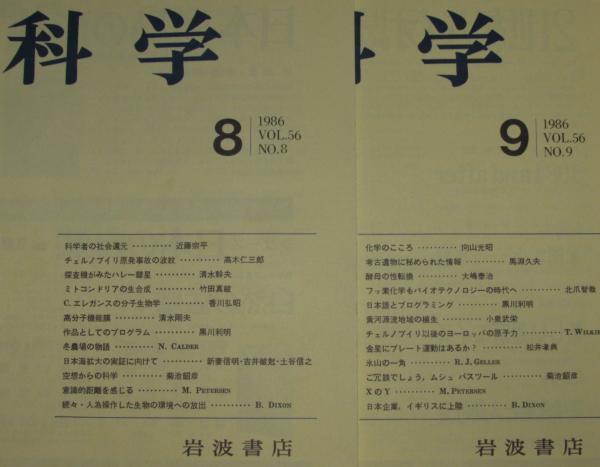 科学
8
1986
VOL.56
NO.8
科学者の社会還元 ·········· 近藤宗平
チェルノブイリ原発事故の波紋 ·········· 高木仁三郎
探査機がみたハレー彗星 ·········· 清水幹夫
ミトコンドリアの生合成 ·········· 竹田真敏
C. エレガンスの分子生物学 ·········· 香川弘昭
高分子機能膜 ·········· 清水剛夫
作品としてのプログラム ·········· 黒川利明
冬農場の物語 ·········· N. CALDER
日本海拡大の実証に向けて ·········· 新妻信明・吉井敏尅・土谷信之
空想からの科学 ·········· 菊池韶彦
意識的距離を感じる ·········· M. PETERSEN
続々・人為操作した生物の環境への放出 ·········· B. DIXON
岩波書店
学
9
1986
VOL.56
NO.9
化学のこころ ·········· 向山光昭
考古遺物に秘められた情報 ·········· 馬淵久夫
酵母の性転換 ·········· 大嶋泰治
フッ素化学もバイオテクノロジーの時代へ ·········· 北爪智哉
日本語とプログラミング ·········· 黒川利明
黄河源流地域の植生 ·········· 小泉武栄
チェルノブイリ以後のヨーロッパの原子力 ·········· T. WILKIE
金星にプレート運動はあるか? ·········· 松井孝典
氷山の一角 ·········· R. J. GELLER
ご冗談でしょう,ムシュ パスツール ·········· 菊池韶彦
XのY ·········· M. PETERSEN
日本企業,イギリスに上陸 ·········· B. DIXON
岩波書店